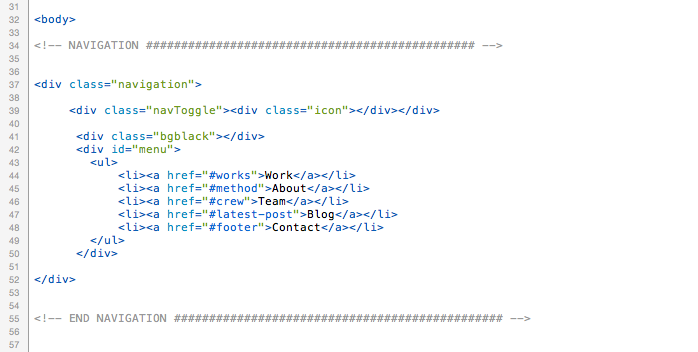 31
32 <body>
33
34 <!-- NAVIGATION ############################################### -->
35
36
37 <div class="navigation">
38
39 <div class="navToggle"><div class="icon"></div></div>
40
41 <div class="bgblack"></div>
42 <div id="menu">
43 <ul>
44 <li><a href="#works">Work</a></li>
45 <li><a href="#method">About</a></li>
46 <li><a href="#crew">Team</a></li>
47 <li><a href="#latest-post">Blog</a></li>
48 <li><a href="#footer">Contact</a></li>
49 </ul>
50 </div>
51
52 </div>
53
54
55 <!-- END NAVIGATION ############################################### -->
56
57